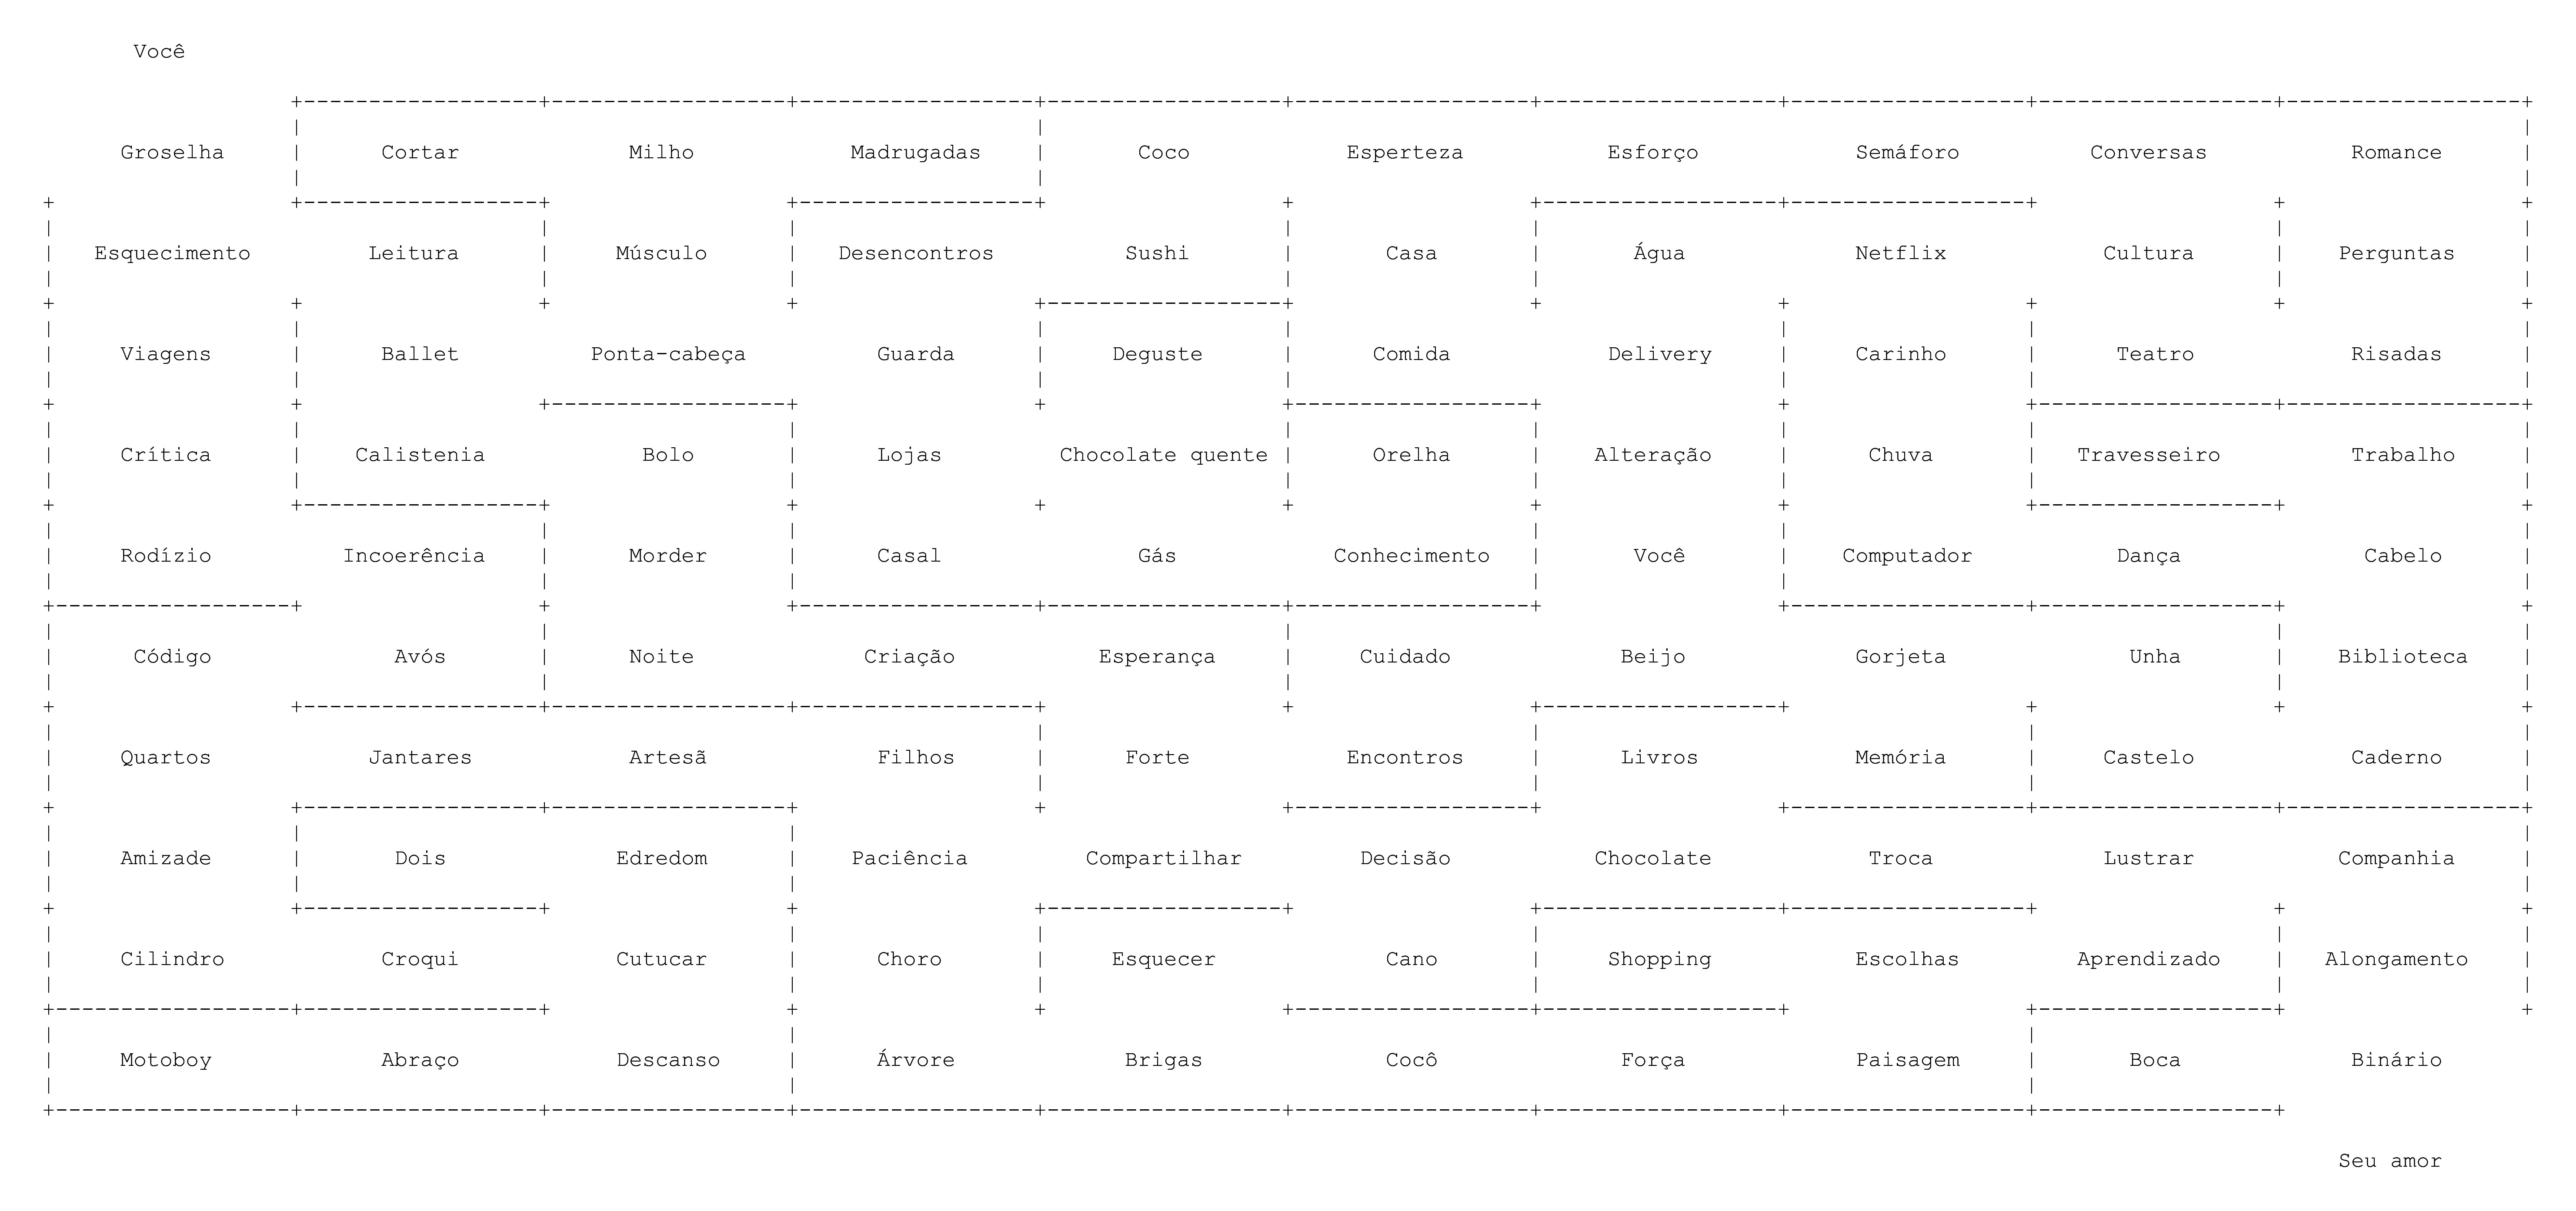 Você
Groselha Cortar Milho Madrugadas Coco Esperteza Esforço Semáforo Conversas Romance
Esquecimento Leitura Músculo Desencontros Sushi Casa Água Netflix Cultura Perguntas
Viagens Ballet Ponta-cabeça Guarda Deguste Comida Delivery Carinho Teatro Risadas
Crítica Calistenia Bolo Lojas Chocolate quente Orelha Alteração Chuva Travesseiro Trabalho
Rodízio Incoerência Morder Casal Gás Conhecimento Você Computador Dança Cabelo
Código Avós Noite Criação Esperança Cuidado Beijo Gorjeta Unha Biblioteca
Quartos Jantares Artesã Filhos Forte Encontros Livros Memória Castelo Caderno
Amizade Dois Edredom Paciência Compartilhar Decisão Chocolate Troca Lustrar Companhia
Cilindro Croqui Cutucar Choro Esquecer Cano Shopping Escolhas Aprendizado Alongamento
Motoboy Abraço Descanso Árvore Brigas Cocô Força Paisagem Boca Binário
Seu amor